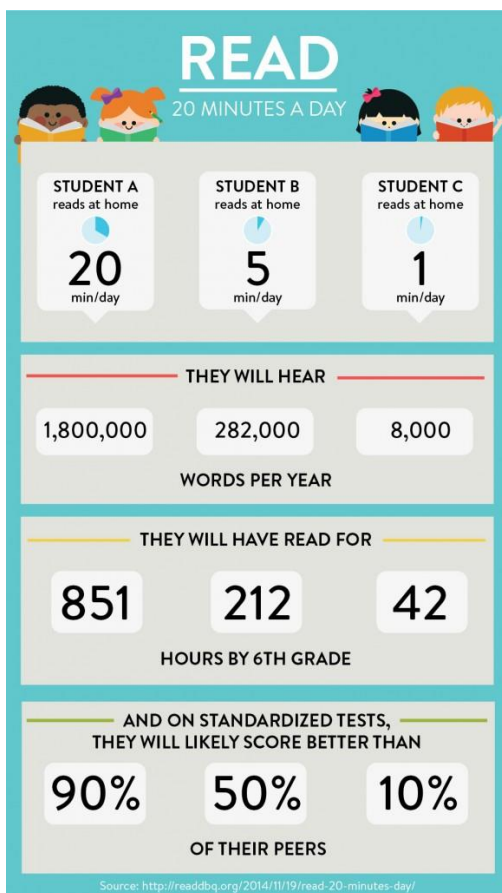 READ
20 MINUTES A DAY
STUDENT A
reads at home
20
min/day
STUDENT B
reads at home
5
min/day
STUDENT C
reads at home
1
min/day
THEY WILL HEAR
1,800,000 282,000 8,000
WORDS PER YEAR
THEY WILL HAVE READ FOR
851 212 42
HOURS BY 6TH GRADE
AND ON STANDARDIZED TESTS,
THEY WILL LIKELY SCORE BETTER THAN
90% 50% 10%
OF THEIR PEERS
Source: http://readdbq.org/2014/11/19/read-20-minutes-day/